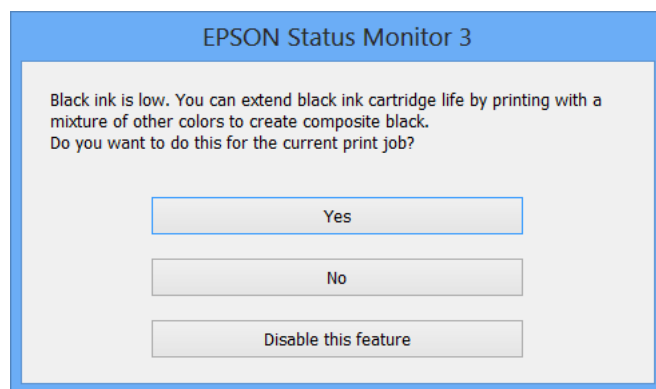 EPSON Status Monitor 3
Black ink is low. You can extend black ink cartridge life by printing with a
mixture of other colors to create composite black.
Do you want to do this for the current print job?
Yes
No
Disable this feature